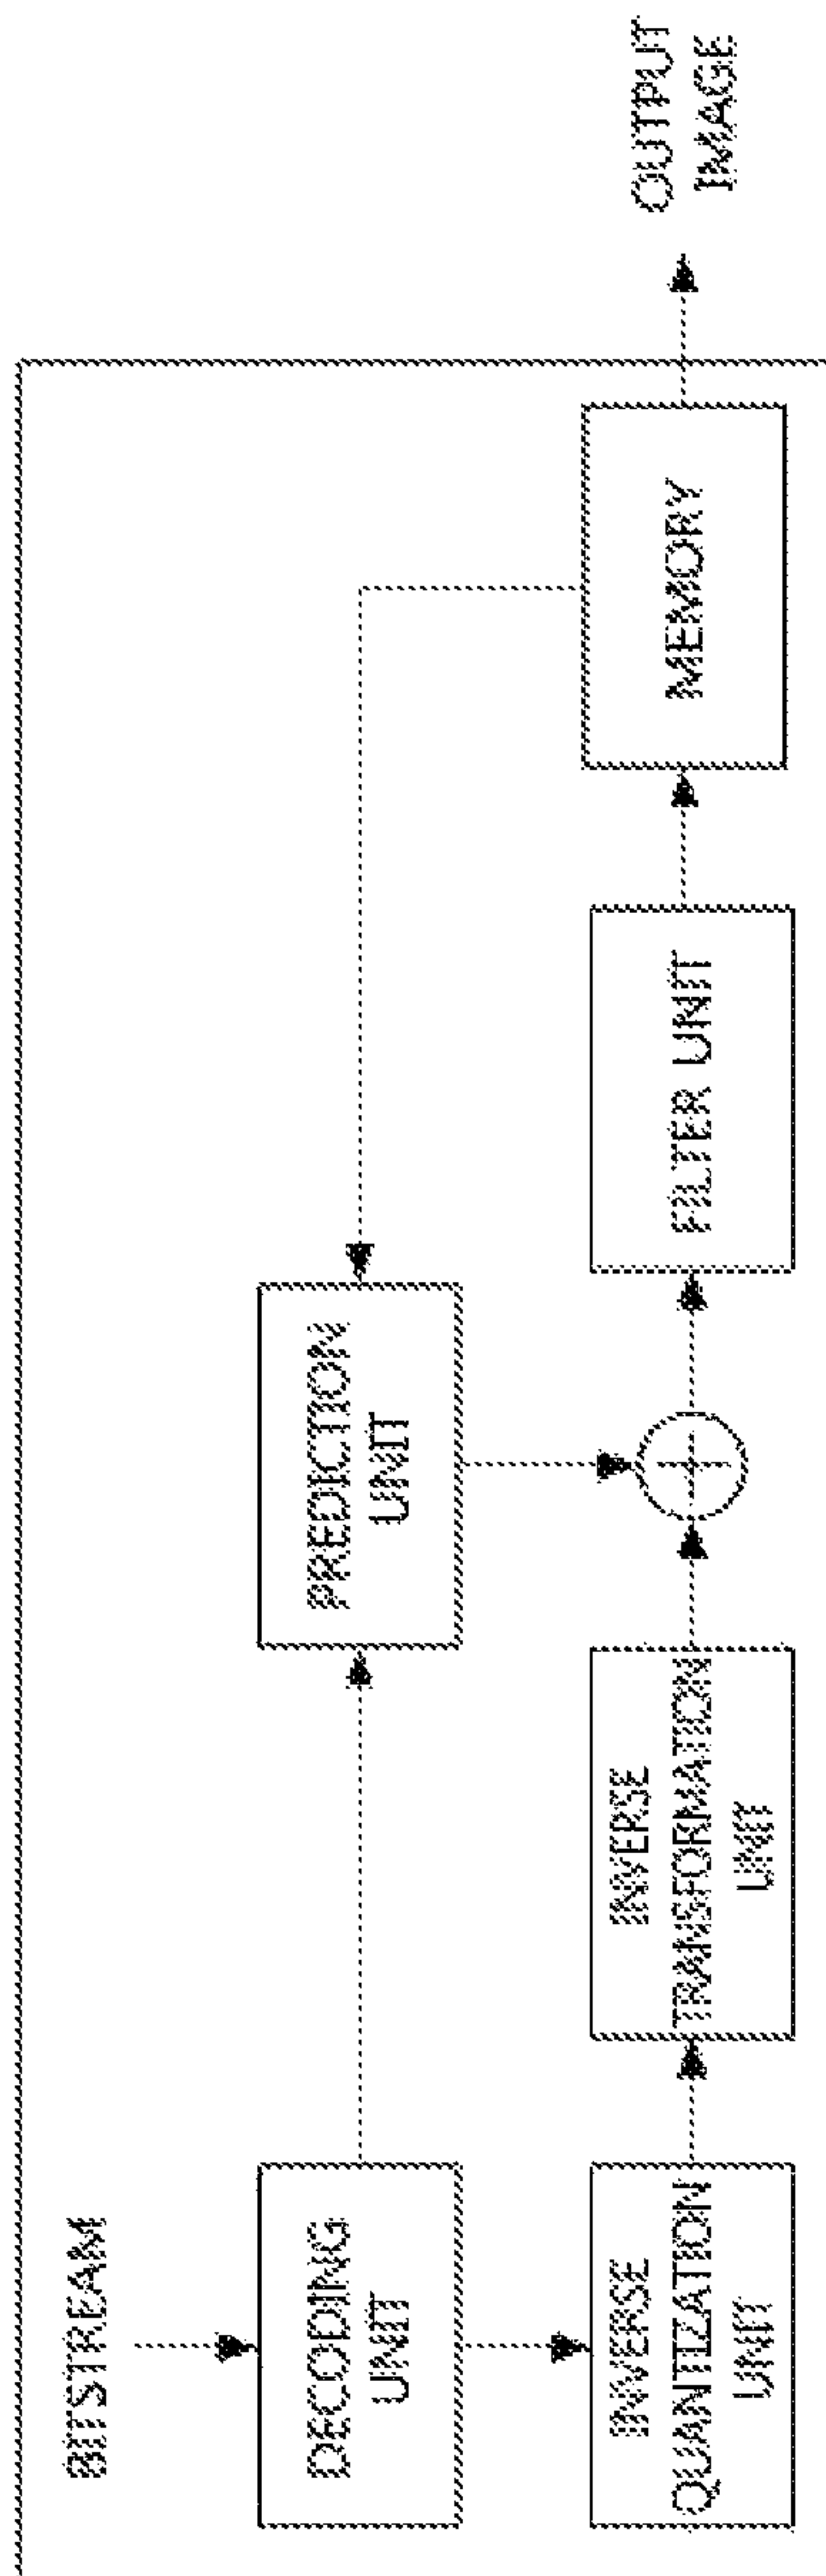 BITSTREAM
DECODING
UNIT
PREDICTION
UNIT
INVERSE
QUANTIZATION
UNIT
INVERSE
TRANSFORMATION
UNIT
FILTER UNIT
MEMORY
OUTPUT
IMAGE